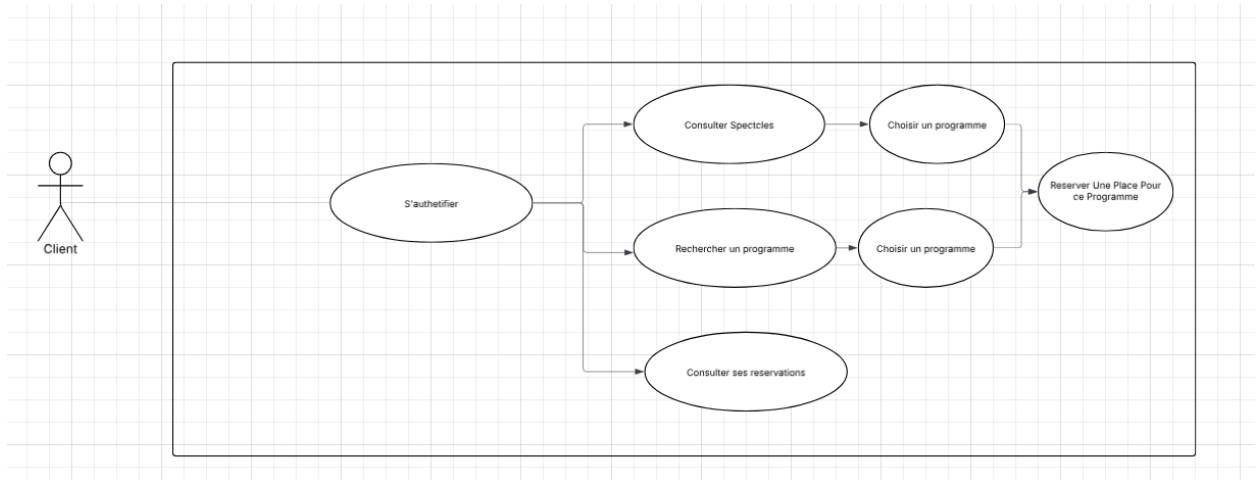 Consulter Spectcles
Choisir un programme
Reserver Une Place Pour
ce Programme
S'authetifier
Client
Rechercher un programme
Choisir un programme
Consulter ses reservations